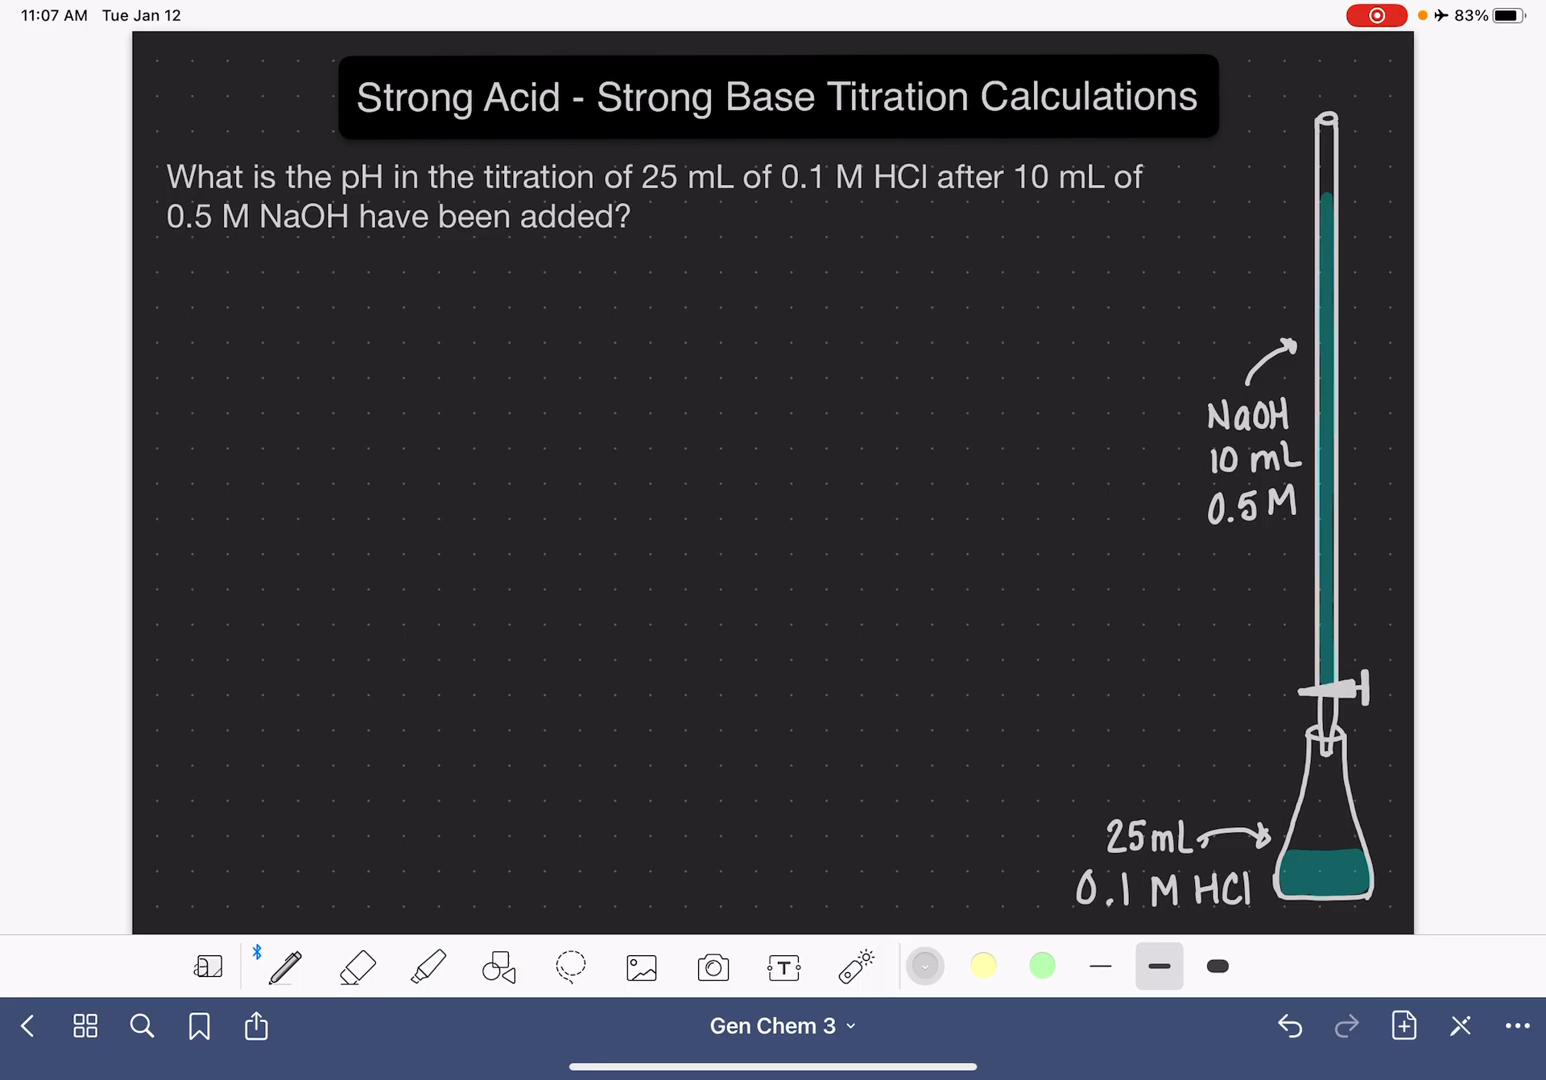 11:07 AM Tue Jan 12
83%
Strong Acid - Strong Base Titration Calculations
What is the pH in the titration of 25 mL of 0.1 M HCl after 10 mL of
0.5 M NaOH have been added?
NaOH
10 mL
0.5 M
25 mL
0.1 M HCl
T
Gen Chem 3